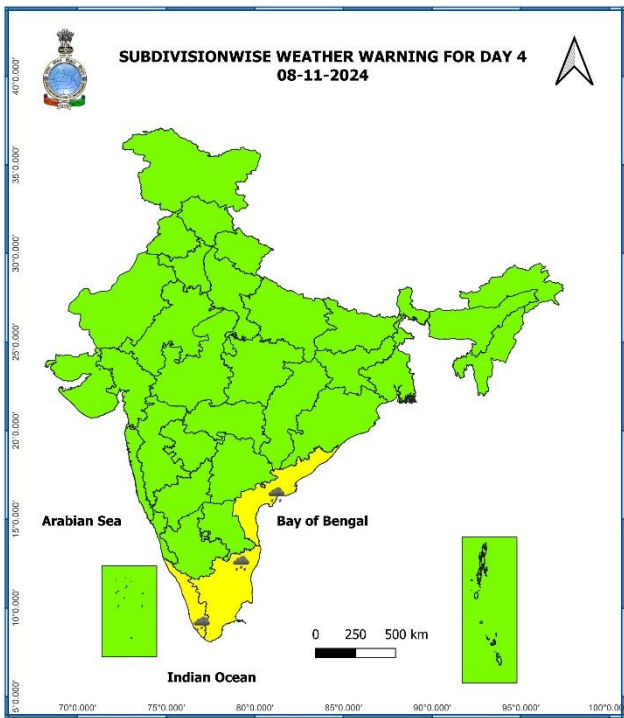 SUBDIVISIONWISE WEATHER WARNING FOR DAY 4
08-11-2024
40°0.000'
35°0.000'
30°0.000'
25°0.000'
20°0.000'
15°0.000'
10°0.000'
5°0.000'
Arabian Sea
Bay of Bengal
0 250 500 km
Indian Ocean
70°0.000' 75°0.000' 80°0.000' 85°0.000' 90°0.000' 95°0.000' 100°0.00